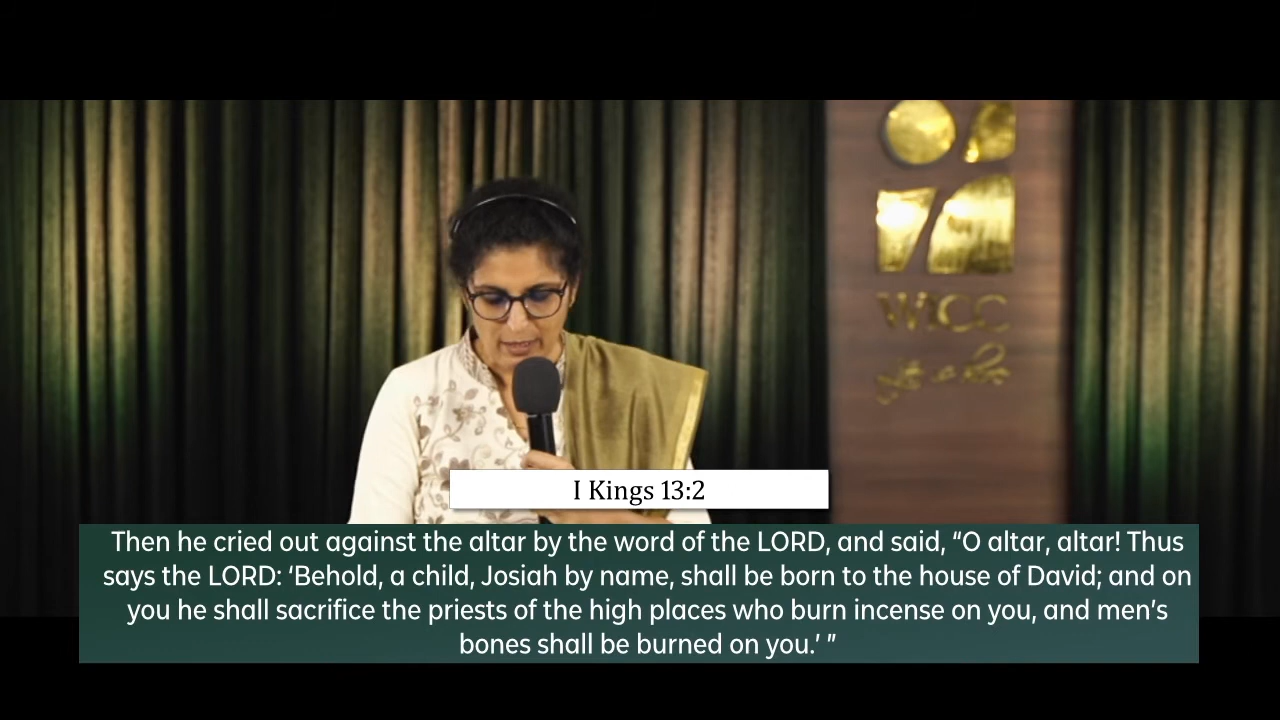 WICC
I Kings 13:2
Then he cried out against the altar by the word of the LORD, and said, “O altar, altar! Thus
says the LORD: ‘Behold, a child, Josiah by name, shall be born to the house of David; and on
you he shall sacrifice the priests of the high places who burn incense on you, and men’s
bones shall be burned on you.’ ”